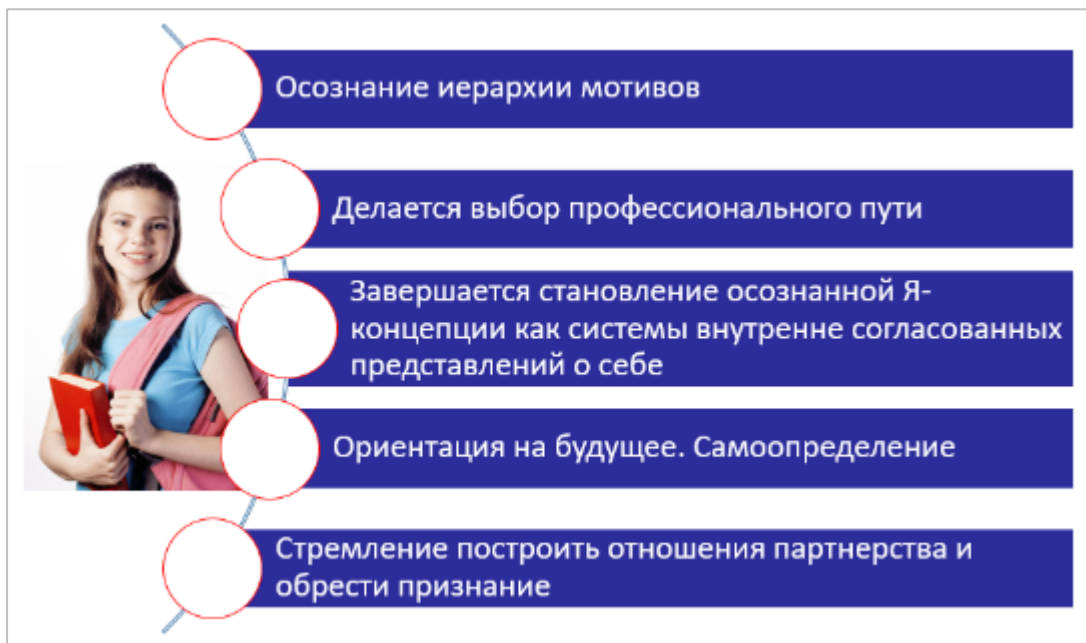 Осознание иерархии мотивов
Делается выбор профессионального пути
Завершается становление осознанной Я-
концепции как системы внутренне согласованных
представлений о себе
Ориентация на будущее. Самоопределение
Стремление построить отношения партнерства и
обрести признание